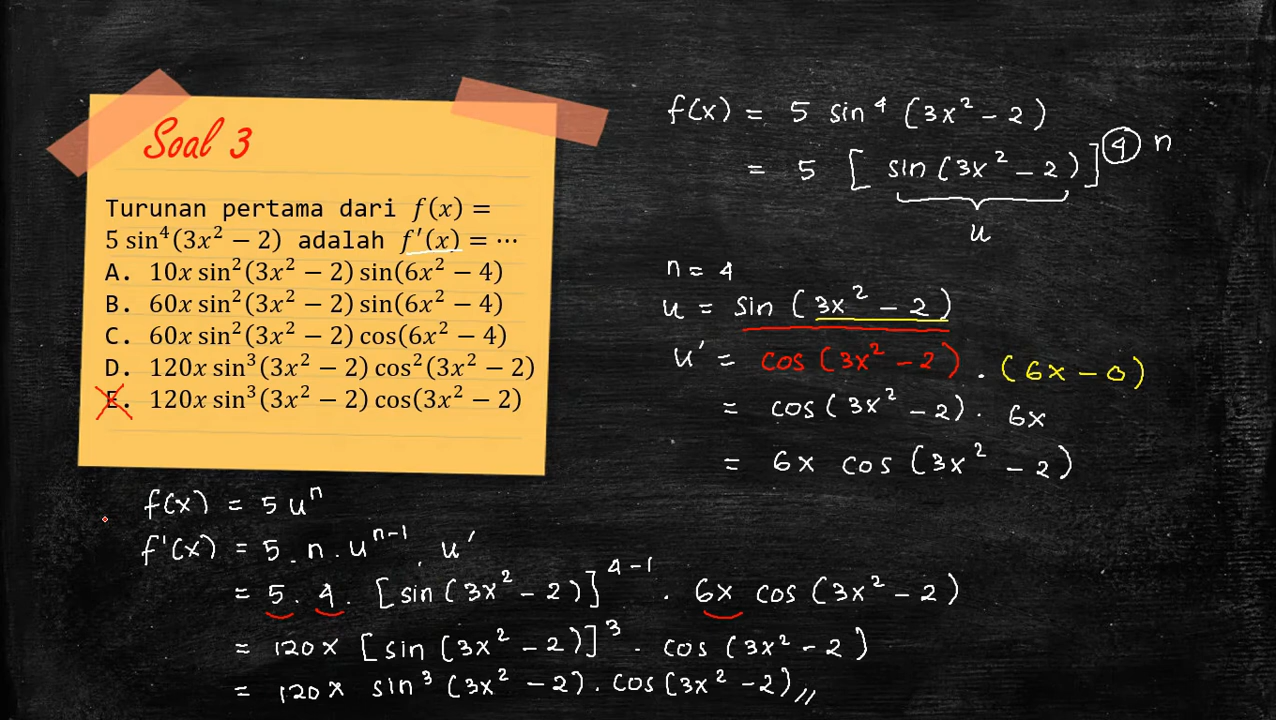 Soal 3
Turunan pertama dari f(x) =
5 sin⁴(3x² − 2) adalah f′(x) = ⋯
A. 10x sin²(3x² − 2) sin(6x² − 4)
B. 60x sin²(3x² − 2) sin(6x² − 4)
C. 60x sin²(3x² − 2) cos(6x² − 4)
D. 120x sin³(3x² − 2) cos²(3x² − 2)
E. 120x sin³(3x² − 2) cos(3x² − 2)
f(x) = 5 sin⁴ (3x² − 2)
= 5 [ sin (3x² − 2) ]⁴ n
u
n = 4
u = sin (3x² − 2)
u′ = cos (3x² − 2) . (6x − 0)
= cos (3x² − 2) . 6x
= 6x cos (3x² − 2)
f(x) = 5 uⁿ
f′(x) = 5 . n . uⁿ⁻¹ . u′
= 5 . 4 . [sin (3x² − 2)]⁴⁻¹ . 6x cos (3x² − 2)
= 120x [sin (3x² − 2)]³ . cos (3x² − 2)
= 120x sin³ (3x² − 2) . cos (3x² − 2) //